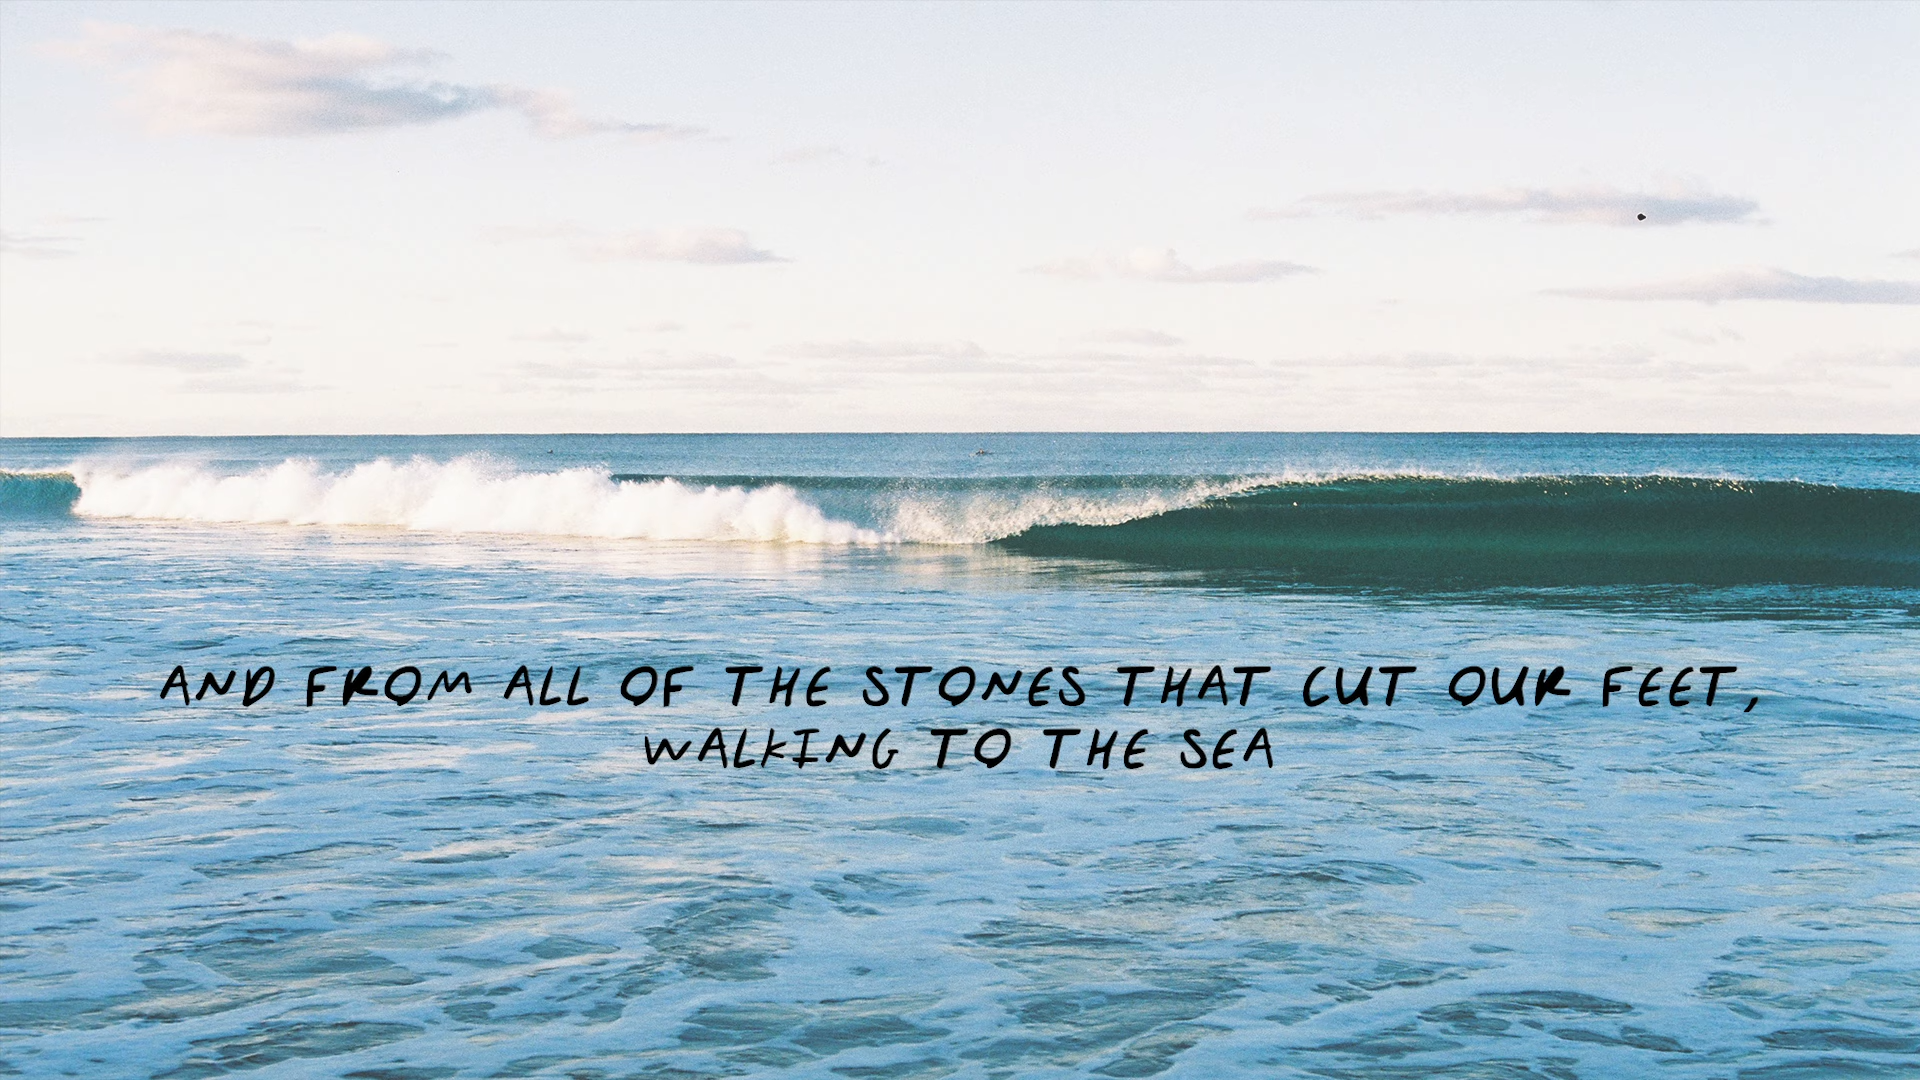 AND FROM ALL OF THE STONES THAT CUT OUR FEET,
WALKING TO THE SEA